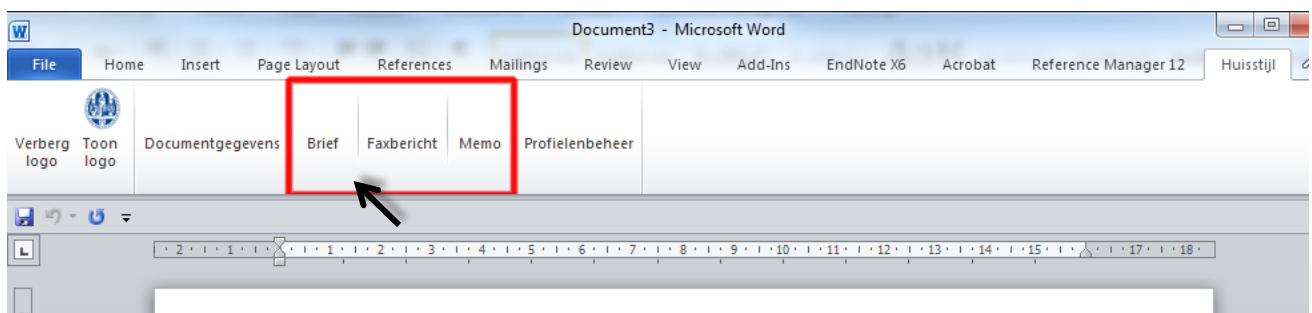 Document3 - Microsoft Word
File Home Insert Page Layout References Mailings Review View Add-Ins EndNote X6 Acrobat Reference Manager 12 Huisstijl
Verberg logo Toon logo Documentgegevens Brief Faxbericht Memo Profielenbeheer
2 1 1 2 3 4 5 6 7 8 9 10 11 12 13 14 15 17 18